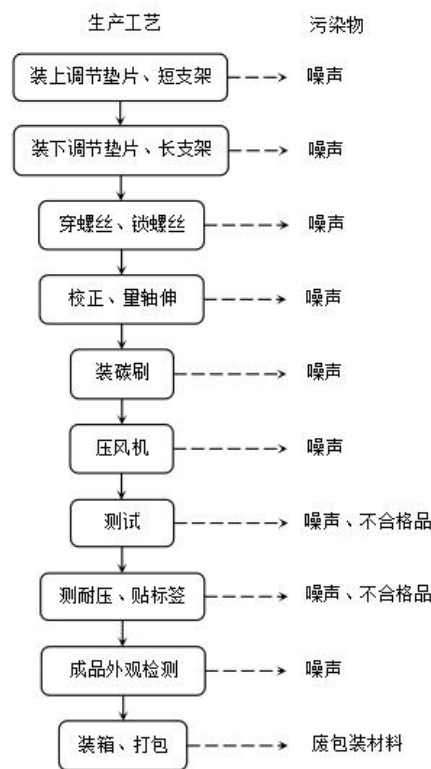 生产工艺 污染物
装上调节垫片、短支架 噪声
装下调节垫片、长支架 噪声
穿螺丝、锁螺丝 噪声
校正、量轴伸 噪声
装碳刷 噪声
压风机 噪声
测试 噪声、不合格品
测耐压、贴标签 噪声、不合格品
成品外观检测 噪声
装箱、打包 废包装材料